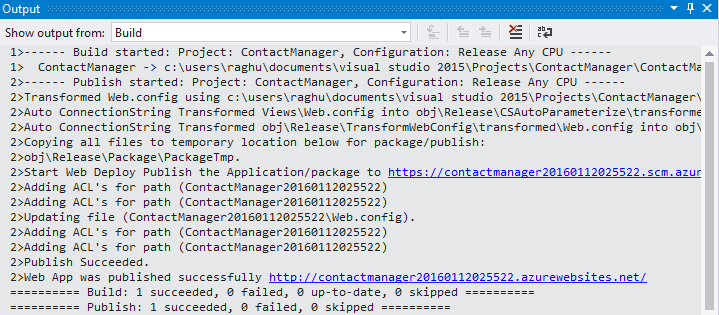 Output
Show output from: Build
1>------ Build started: Project: ContactManager, Configuration: Release Any CPU ------
1>  ContactManager -> c:\users\raghu\documents\visual studio 2015\Projects\ContactManager\ContactMa
2>------ Publish started: Project: ContactManager, Configuration: Release Any CPU ------
2>Transformed Web.config using c:\users\raghu\documents\visual studio 2015\Projects\ContactManager\
2>Auto ConnectionString Transformed Views\Web.config into obj\Release\CSAutoParameterize\transforme
2>Auto ConnectionString Transformed obj\Release\TransformWebConfig\transformed\Web.config into obj\
2>Copying all files to temporary location below for package/publish:
2>obj\Release\Package\PackageTmp.
2>Start Web Deploy Publish the Application/package to https://contactmanager20160112025522.scm.azur
2>Adding ACL's for path (ContactManager20160112025522)
2>Adding ACL's for path (ContactManager20160112025522)
2>Updating file (ContactManager20160112025522\Web.config).
2>Adding ACL's for path (ContactManager20160112025522)
2>Adding ACL's for path (ContactManager20160112025522)
2>Publish Succeeded.
2>Web App was published successfully http://contactmanager20160112025522.azurewebsites.net/
========== Build: 1 succeeded, 0 failed, 0 up-to-date, 0 skipped ==========
========== Publish: 1 succeeded, 0 failed, 0 skipped ==========